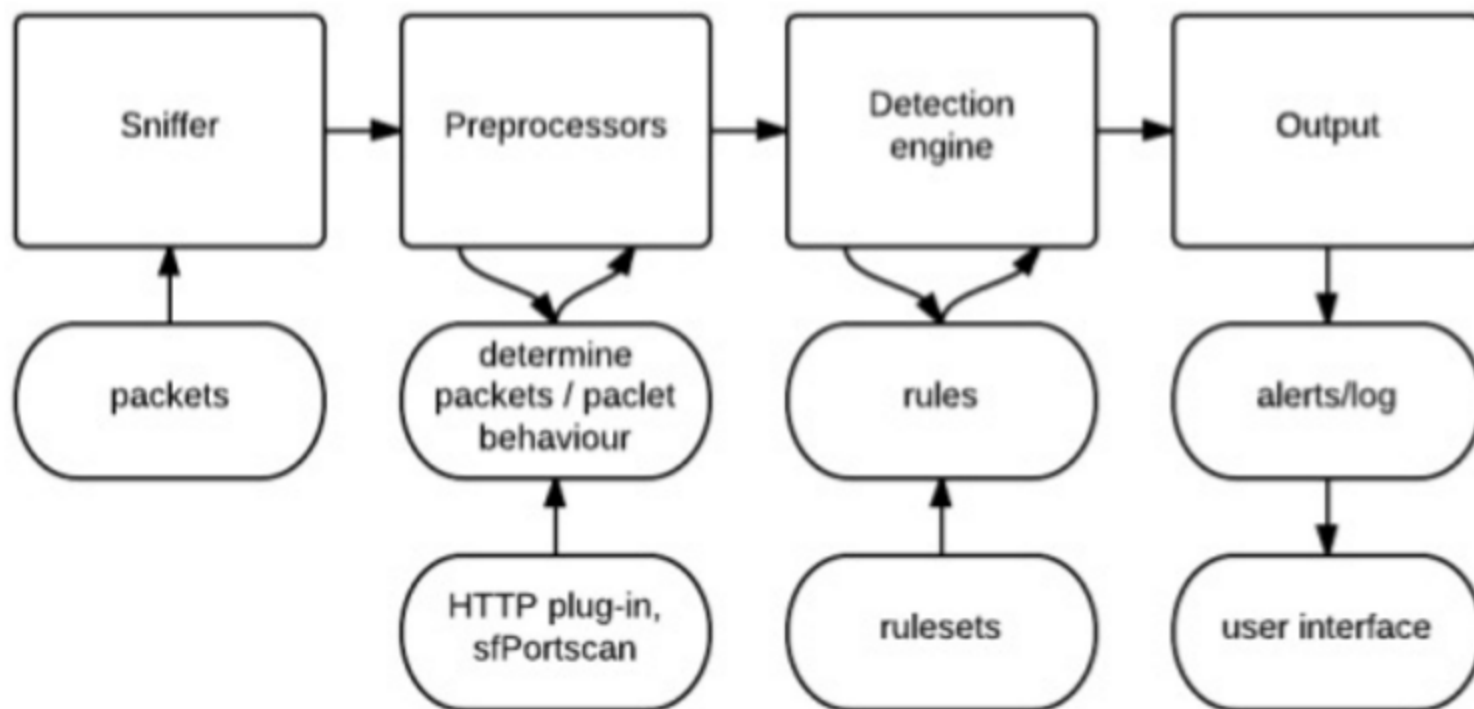 Sniffer
Preprocessors
Detection
engine
Output
packets
determine
packets / paclet
behaviour
rules
alerts/log
HTTP plug-in,
sfPortscan
rulesets
user interface